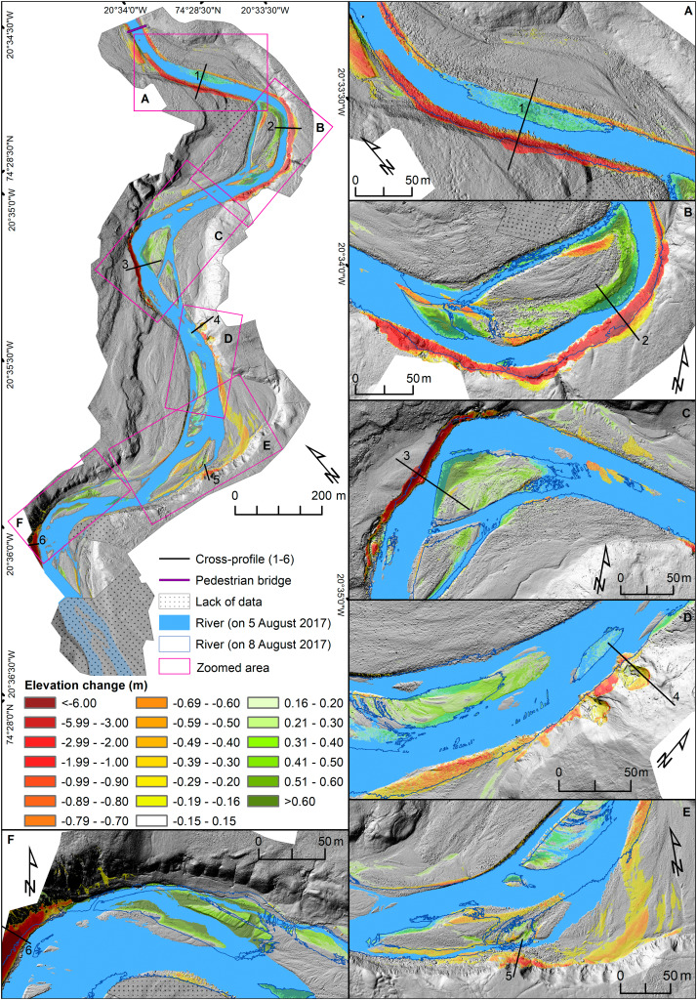 20°34'0"W
20°33'30"W
74°28'30"N
20°34'30"W
20°33'30"W
74°28'30"N
20°35'0"W
20°34'0"W
20°35'30"W
20°36'0"W
20°35'0"W
20°36'30"W
74°28'0"N
1
A
2
B
C
3
4
D
E
5
F
6
N
0 200 m
Cross-profile (1-6)
Pedestrian bridge
Lack of data
River (on 5 August 2017)
River (on 8 August 2017)
Zoomed area
Elevation change (m)
<-6.00
-5.99 - -3.00
-2.99 - -2.00
-1.99 - -1.00
-0.99 - -0.90
-0.89 - -0.80
-0.79 - -0.70
-0.69 - -0.60
-0.59 - -0.50
-0.49 - -0.40
-0.39 - -0.30
-0.29 - -0.20
-0.19 - -0.16
-0.15 - 0.15
0.16 - 0.20
0.21 - 0.30
0.31 - 0.40
0.41 - 0.50
0.51 - 0.60
>0.60
A
1
N
0 50 m
B
2
N
0 50 m
C
3
N
0 50 m
D
4
N
0 50 m
E
5
N
0 50 m
F
6
N
0 50 m